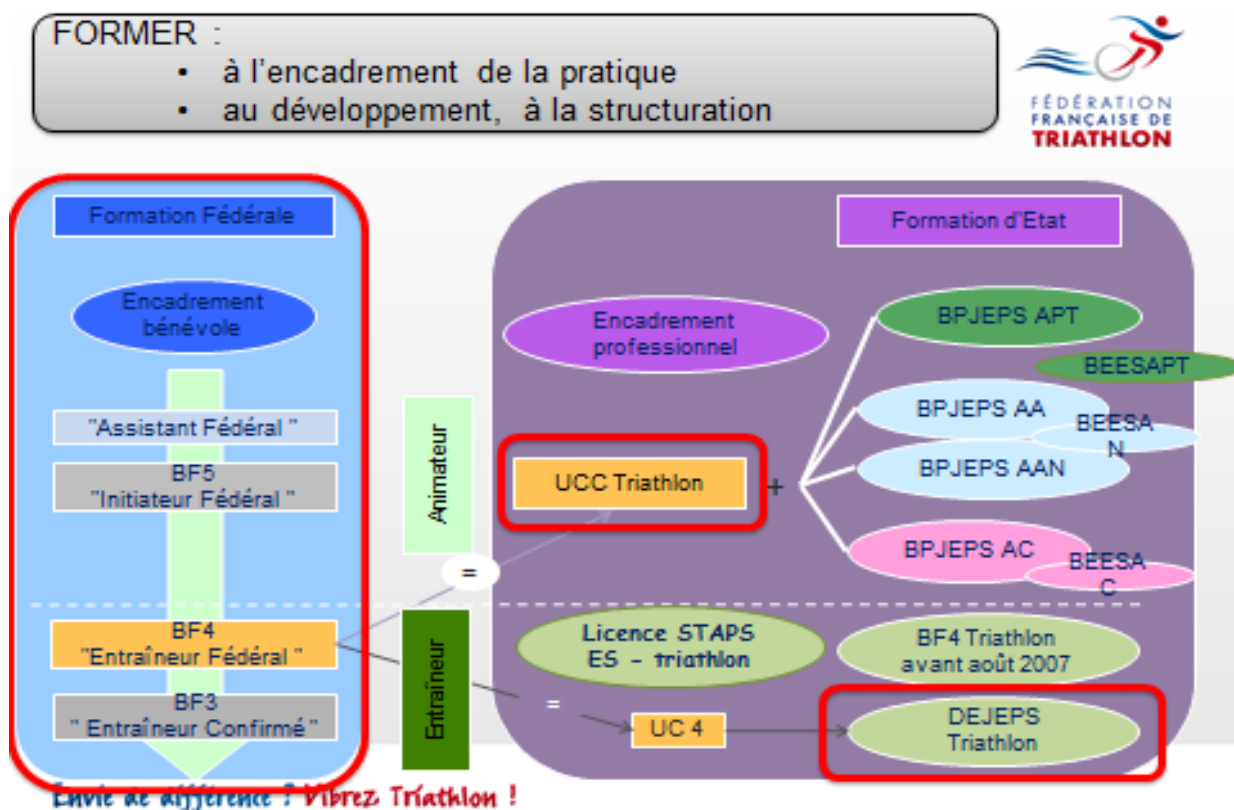 FORMER :
• à l'encadrement de la pratique
• au développement, à la structuration
FÉDÉRATION
FRANÇAISE DE
TRIATHLON
Formation Fédérale
Formation d'Etat
Encadrement
bénévole
Encadrement
professionnel
BPJEPS APT
BEESAPT
"Assistant Fédéral "
BF5
"Initiateur Fédéral "
Animateur
UCC Triathlon
+
BPJEPS AA
BEESA
N
BPJEPS AAN
BPJEPS AC
BEESA
C
=
BF4
"Entraîneur Fédéral "
BF3
" Entraîneur Confirmé "
Entraîneur
Licence STAPS
ES - triathlon
BF4 Triathlon
avant août 2007
=
UC 4
DEJEPS
Triathlon
Envie de différence ? Vibrez Triathlon !